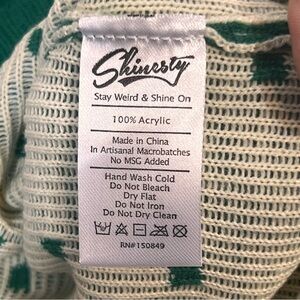 Shinesty
Stay Weird & Shine On
100% Acrylic
Made in China
In Artisanal Macrobatches
No MSG Added
Hand Wash Cold
Do Not Bleach
Dry Flat
Do Not Iron
Do Not Dry Clean
RN#150849